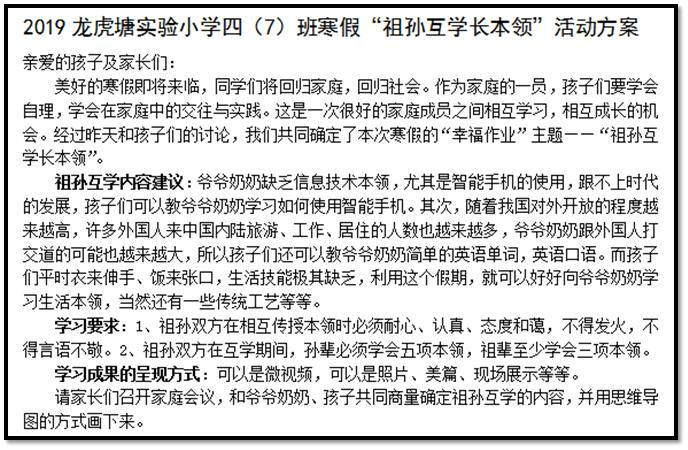 2019 龙虎塘实验小学四（7）班寒假“祖孙互学长本领”活动方案
亲爱的孩子及家长们：
美好的寒假即将来临，同学们将回归家庭，回归社会。作为家庭的一员，孩子们要学会
自理，学会在家庭中的交往与实践。这是一次很好的家庭成员之间相互学习，相互成长的机
会。经过昨天和孩子们的讨论，我们共同确定了本次寒假的“幸福作业”主题——“祖孙互
学长本领”。
祖孙互学内容建议：爷爷奶奶缺乏信息技术本领，尤其是智能手机的使用，跟不上时代
的发展，孩子们可以教爷爷奶奶学习如何使用智能手机。其次，随着我国对外开放的程度越
来越高，许多外国人来中国内陆旅游、工作、居住的人数也越来越多，爷爷奶奶跟外国人打
交道的可能也越来越大，所以孩子们还可以教爷爷奶奶简单的英语单词，英语口语。而孩子
们平时衣来伸手、饭来张口，生活技能极其缺乏，利用这个假期，就可以好好向爷爷奶奶学
习生活本领，当然还有一些传统工艺等等。
学习要求：1、祖孙双方在相互传授本领时必须耐心、认真、态度和蔼，不得发火，不
得言语不敬。2、祖孙双方在互学期间，孙辈必须学会五项本领，祖辈至少学会三项本领。
学习成果的呈现方式：可以是微视频，可以是照片、美篇、现场展示等等。
请家长们召开家庭会议，和爷爷奶奶、孩子共同商量确定祖孙互学的内容，并用思维导
图的方式画下来。